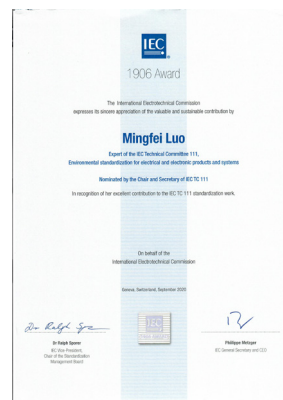 IEC
1906 Award
The International Electrotechnical Commission
expresses its sincere appreciation of the valuable and sustainable contribution by
Mingfei Luo
Expert of the IEC Technical Committee 111,
Environmental standardization for electrical and electronic products and systems
Nominated by the Chair and Secretary of IEC TC 111
In recognition of her excellent contribution to the IEC TC 111 standardization work.
On behalf of the
International Electrotechnical Commission
Geneva, Switzerland, September 2020
IEC
Dr Ralph Sporer
IEC Vice-President,
Chair of the Standardization
Management Board
Philippe Metzger
IEC General Secretary and CEO